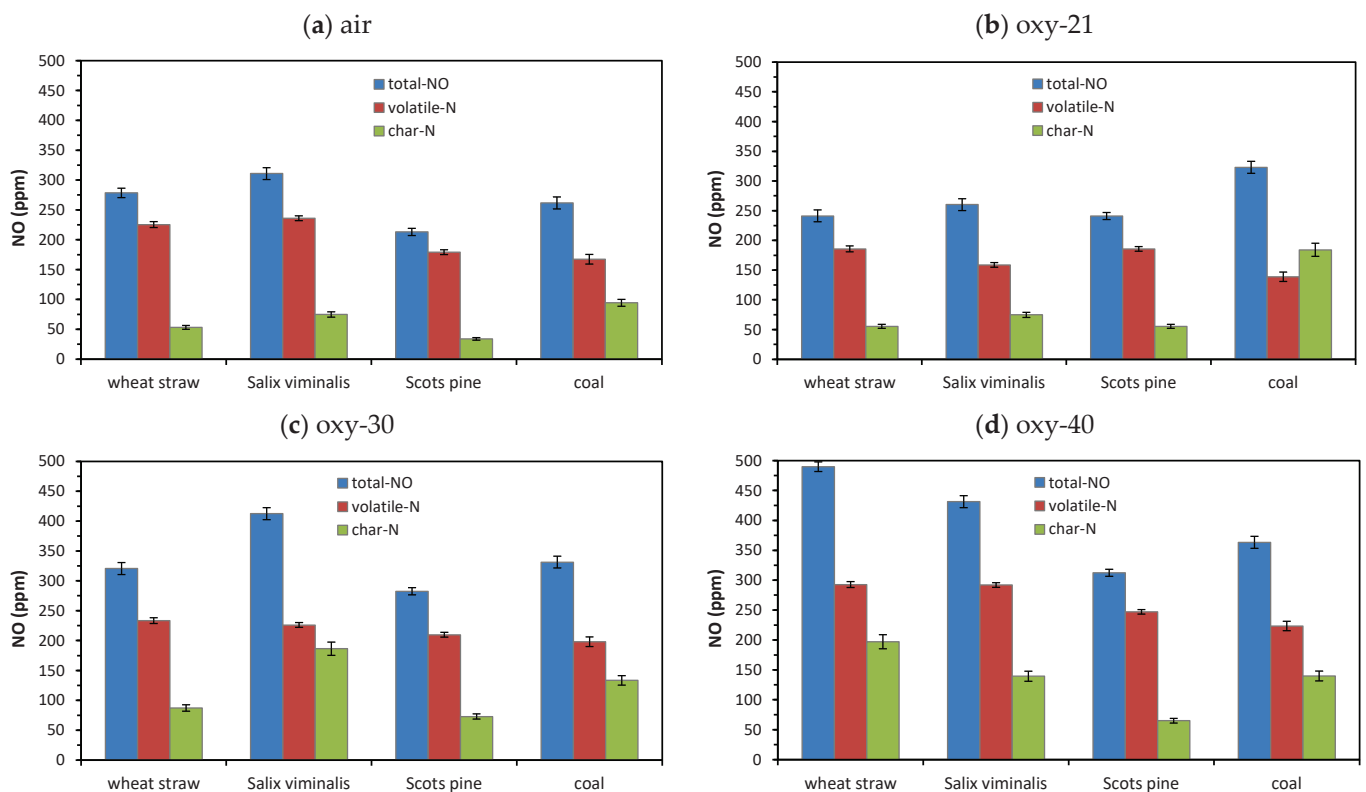 (a) air
500
450
400
350
300
250
200
150
100
50
0
NO (ppm)
total-NO
volatile-N
char-N
wheat straw Salix viminalis Scots pine coal
(b) oxy-21
500
450
400
350
300
250
200
150
100
50
0
NO (ppm)
total-NO
volatile-N
char-N
wheat straw Salix viminalis Scots pine coal
(c) oxy-30
500
450
400
350
300
250
200
150
100
50
0
NO (ppm)
total-NO
volatile-N
char-N
wheat straw Salix viminalis Scots pine coal
(d) oxy-40
500
450
400
350
300
250
200
150
100
50
0
NO (ppm)
total-NO
volatile-N
char-N
wheat straw Salix viminalis Scots pine coal